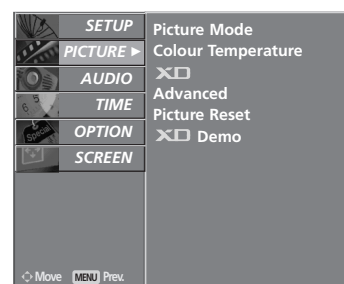 SETUP
PICTURE ►
AUDIO
TIME
OPTION
SCREEN
Picture Mode
Colour Temperature
XD
Advanced
Picture Reset
XD Demo
Move MENU Prev.